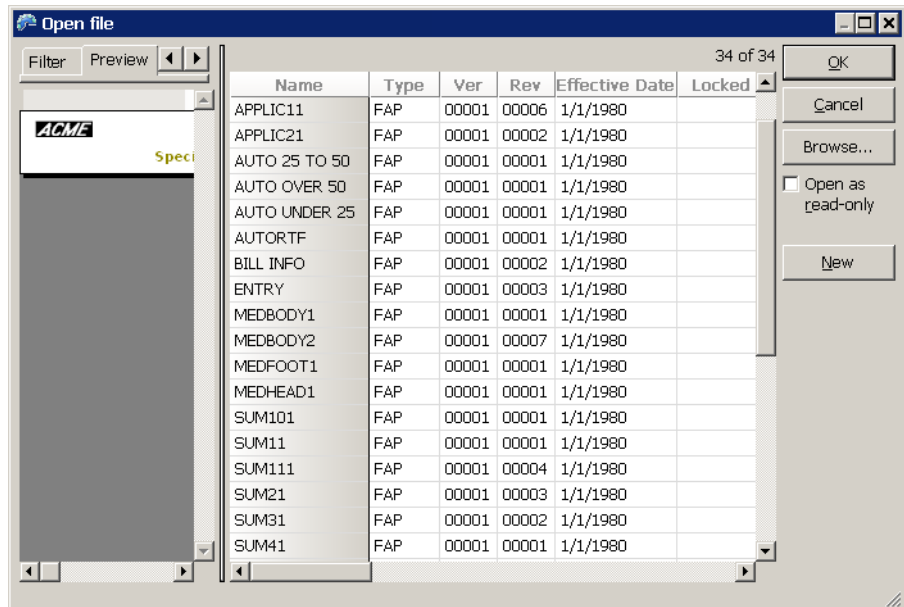 Open file
Filter Preview
ACME
Speci
34 of 34
Name Type Ver Rev Effective Date Locked
APPLIC11 FAP 00001 00006 1/1/1980
APPLIC21 FAP 00001 00002 1/1/1980
AUTO 25 TO 50 FAP 00001 00001 1/1/1980
AUTO OVER 50 FAP 00001 00001 1/1/1980
AUTO UNDER 25 FAP 00001 00001 1/1/1980
AUTORTF FAP 00001 00001 1/1/1980
BILL INFO FAP 00001 00002 1/1/1980
ENTRY FAP 00001 00003 1/1/1980
MEDBODY1 FAP 00001 00001 1/1/1980
MEDBODY2 FAP 00001 00007 1/1/1980
MEDFOOT1 FAP 00001 00001 1/1/1980
MEDHEAD1 FAP 00001 00001 1/1/1980
SUM101 FAP 00001 00001 1/1/1980
SUM11 FAP 00001 00001 1/1/1980
SUM111 FAP 00001 00004 1/1/1980
SUM21 FAP 00001 00003 1/1/1980
SUM31 FAP 00001 00002 1/1/1980
SUM41 FAP 00001 00001 1/1/1980
OK
Cancel
Browse...
Open as
read-only
New